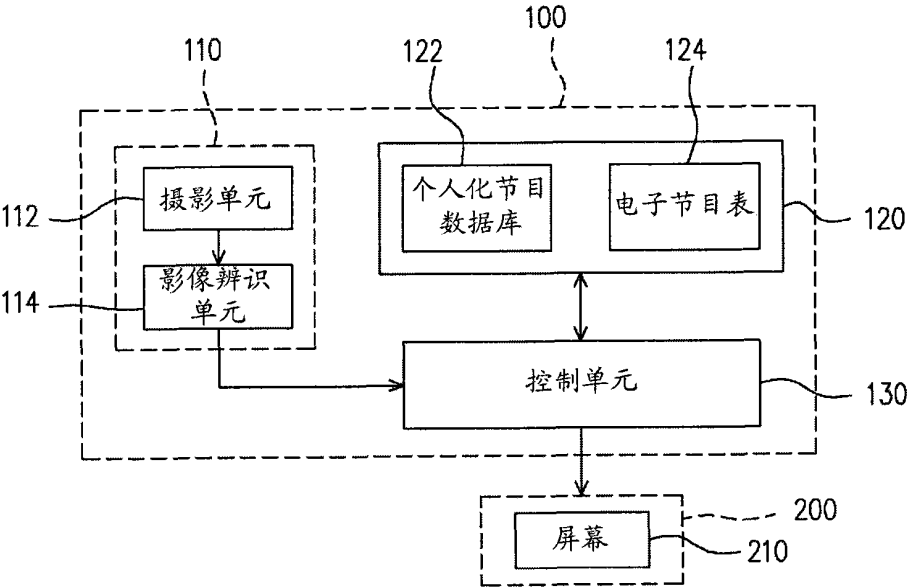 100
110
122
124
摄影单元
112
个人化节目
数据库
电子节目表
120
影像辨识
单元
114
控制单元
130
200
屏幕
210